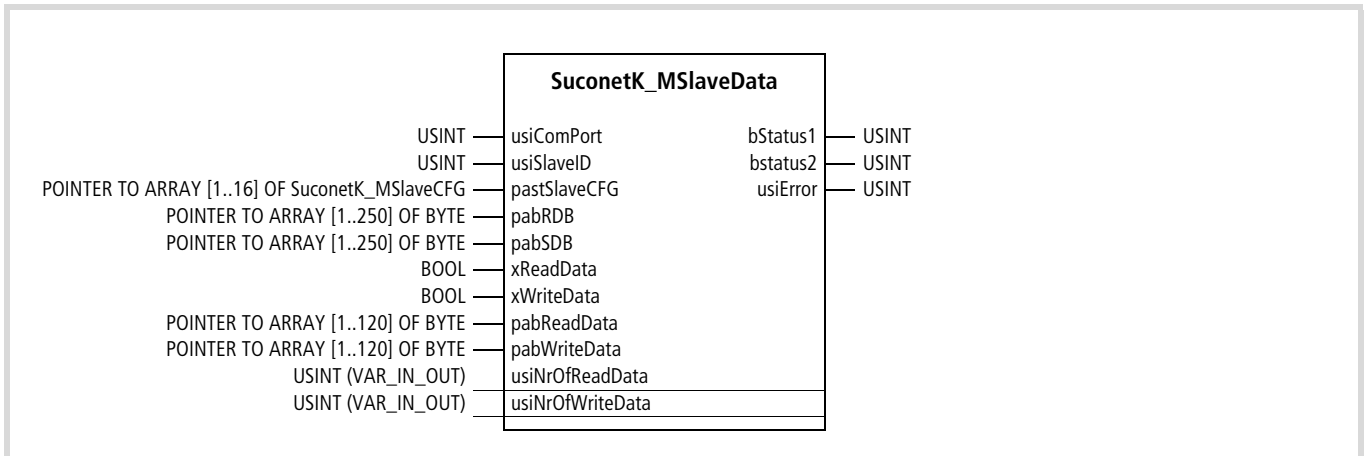 SuconetK_MSlaveData
USINT usiComPort bStatus1 USINT
USINT usiSlaveID bstatus2 USINT
POINTER TO ARRAY [1..16] OF SuconetK_MSlaveCFG pastSlaveCFG usiError USINT
POINTER TO ARRAY [1..250] OF BYTE pabRDB
POINTER TO ARRAY [1..250] OF BYTE pabSDB
BOOL xReadData
BOOL xWriteData
POINTER TO ARRAY [1..120] OF BYTE pabReadData
POINTER TO ARRAY [1..120] OF BYTE pabWriteData
USINT (VAR_IN_OUT) usiNrOfReadData
USINT (VAR_IN_OUT) usiNrOfWriteData